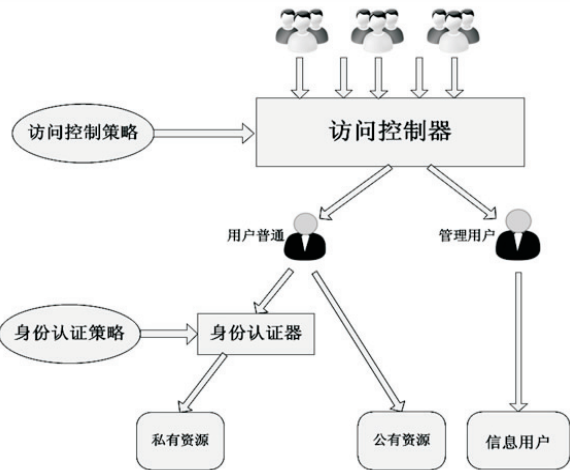 访问控制策略
访问控制器
用户普通
管理用户
身份认证策略
身份认证器
私有资源
公有资源
信息用户